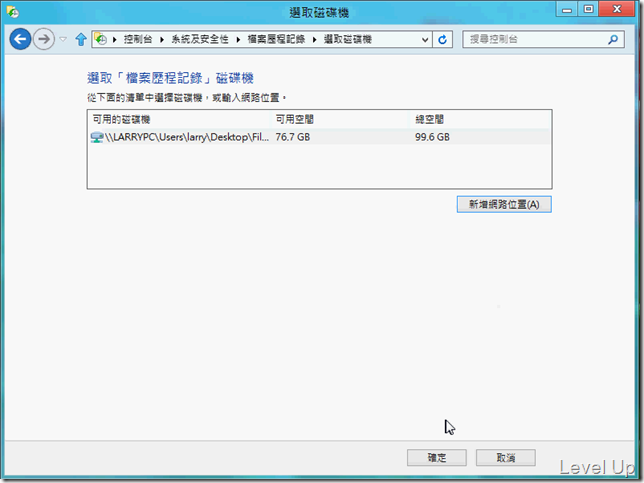 選取磁碟機
控制台 系統及安全性 檔案歷程記錄 選取磁碟機 搜尋控制台
選取「檔案歷程記錄」磁碟機
從下面的清單中選擇磁碟機，或輸入網路位置。
可用的磁碟機 可用空間 總空間
\\LARRYPC\Users\larry\Desktop\Fil... 76.7 GB 99.6 GB
新增網路位置(A)
確定 取消
Level Up